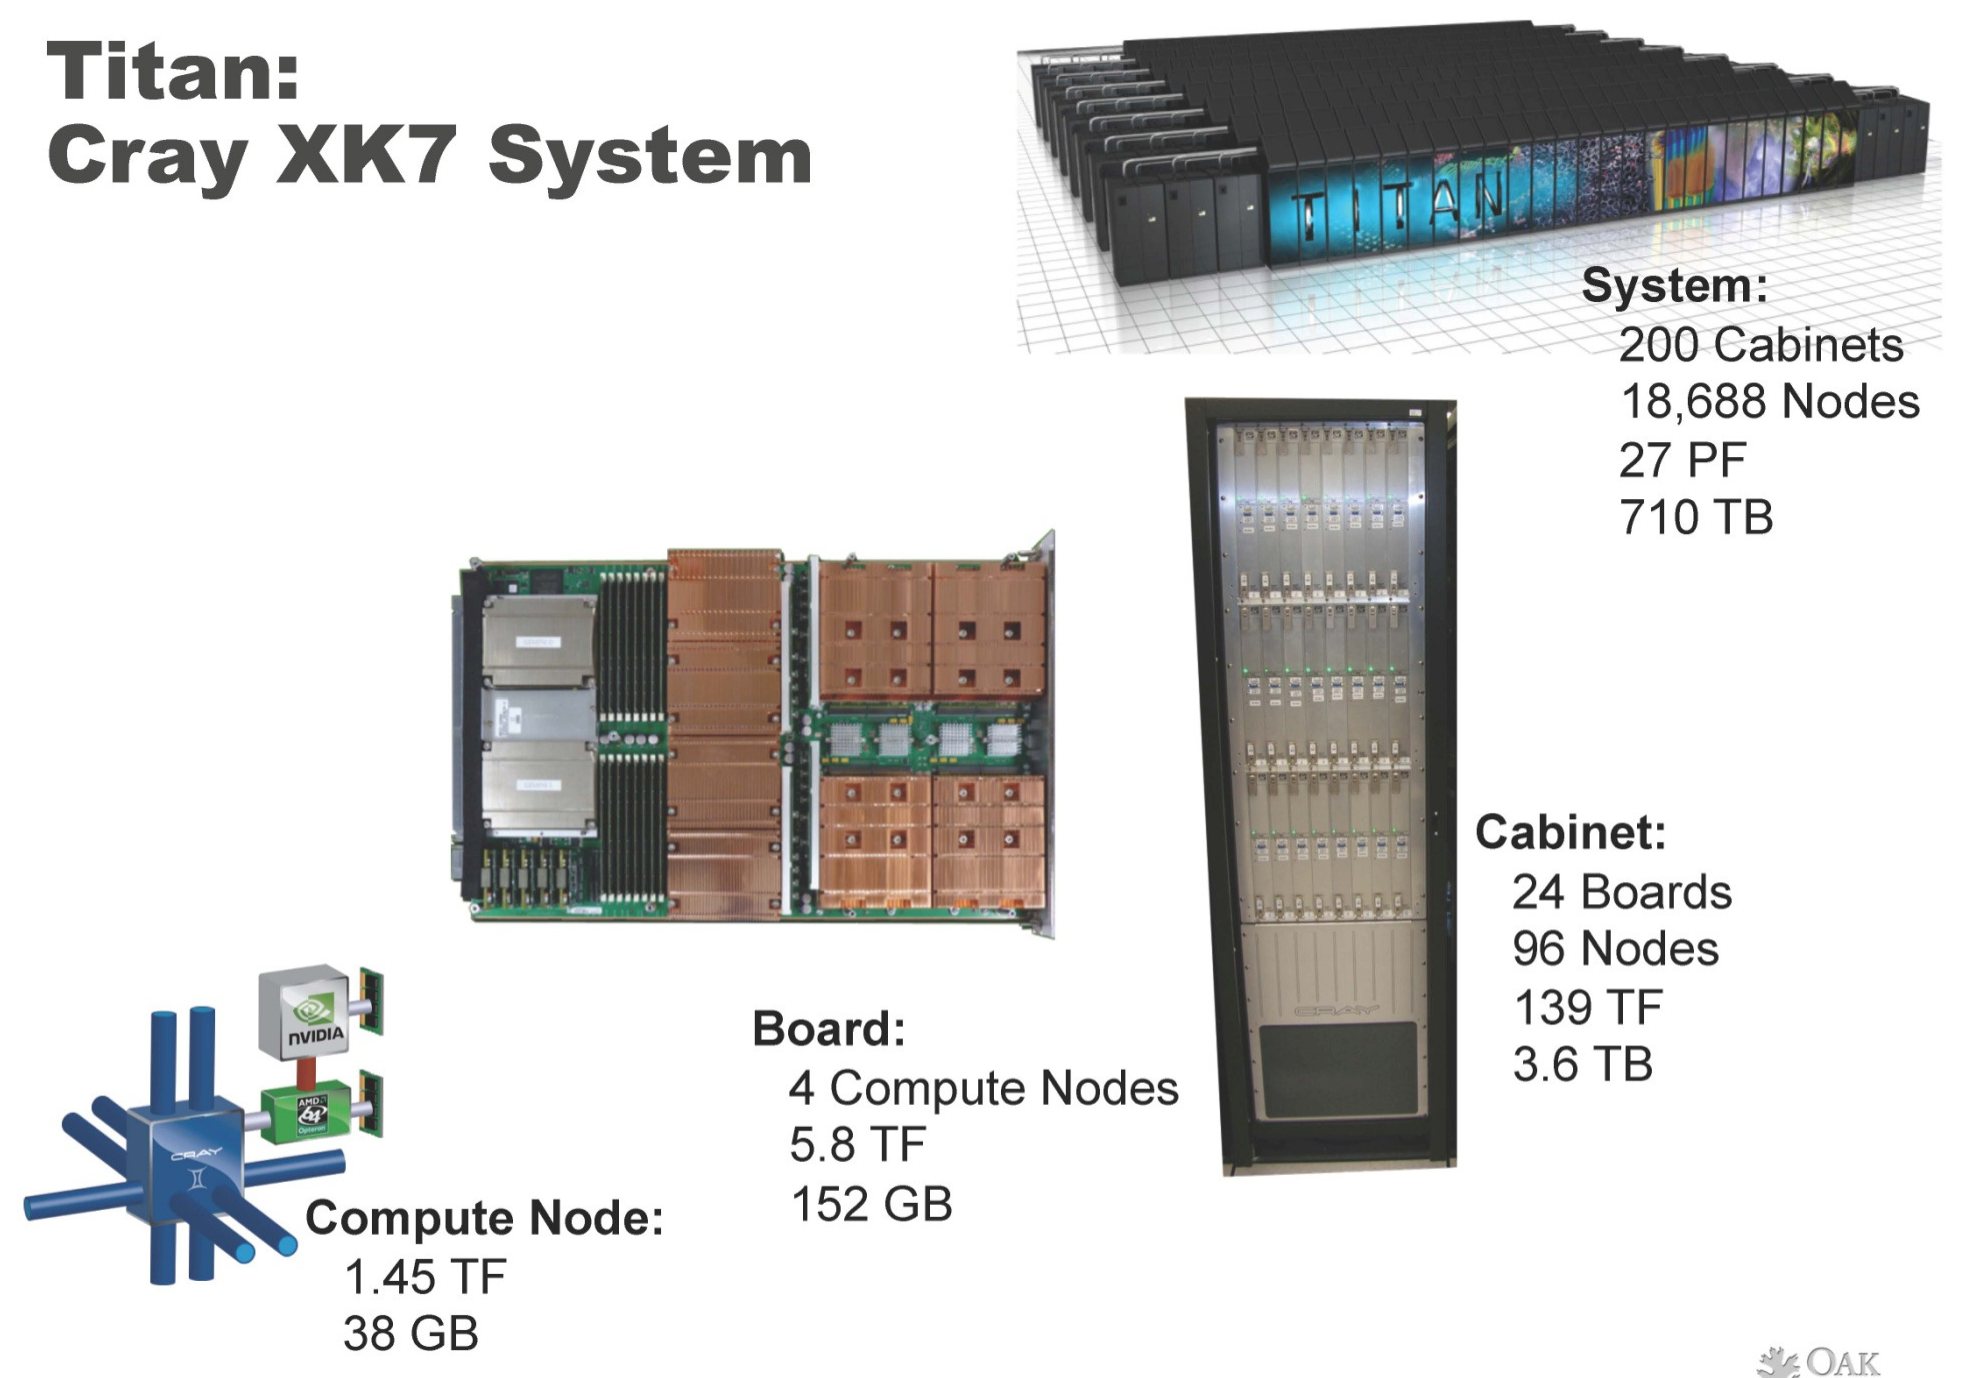 Titan:
Cray XK7 System
TITAN
System:
200 Cabinets
18,688 Nodes
27 PF
710 TB
Cabinet:
24 Boards
96 Nodes
139 TF
3.6 TB
CRAY
Board:
4 Compute Nodes
5.8 TF
152 GB
NVIDIA
AMD
64
Opteron
CRAY
Compute Node:
1.45 TF
38 GB
OAK